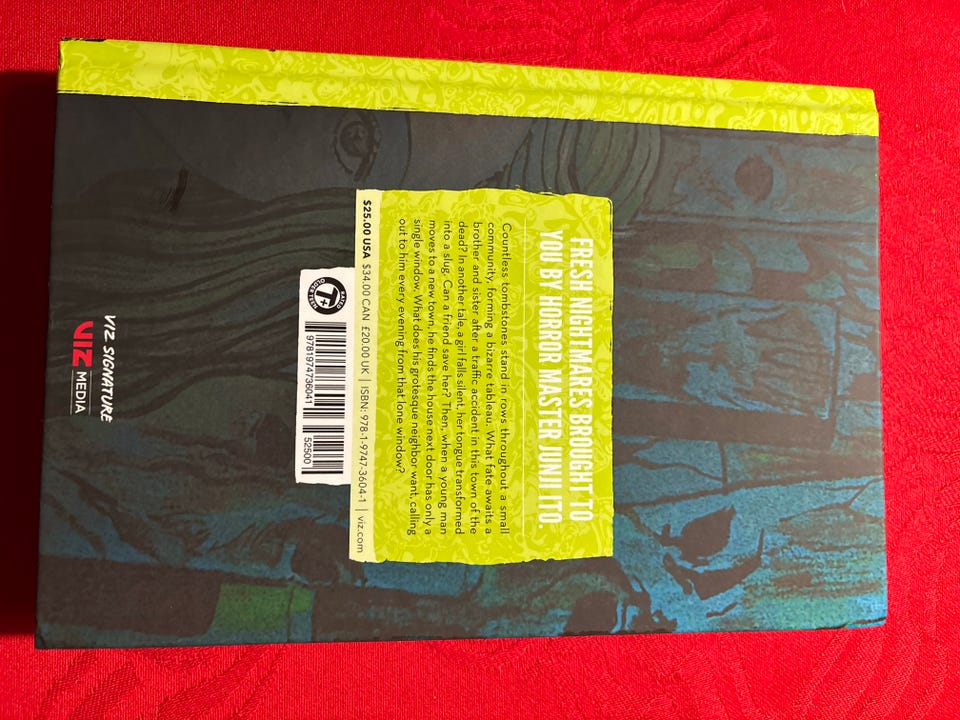 FRESH NIGHTMARES BROUGHT TO
YOU BY HORROR MASTER JUNJI ITO.
Countless tombstones stand in rows throughout a small
community, forming a bizarre tableau. What fate awaits a
brother and sister after a traffic accident in this town of the
dead? In another tale, a girl falls silent, her tongue transformed
into a slug. Can a friend save her? Then, when a young man
moves to a new town, he finds the house next door has only a
single window. What does his grotesque neighbor want, calling
out to him every evening from that lone window?
$25.00 USA $34.00 CAN £20.00 UK | ISBN: 978-1-9747-3604-1 | viz.com
RATED
T+
OLDER TEEN
9781974736041
52500
VIZ SIGNATURE
VIZ
MEDIA